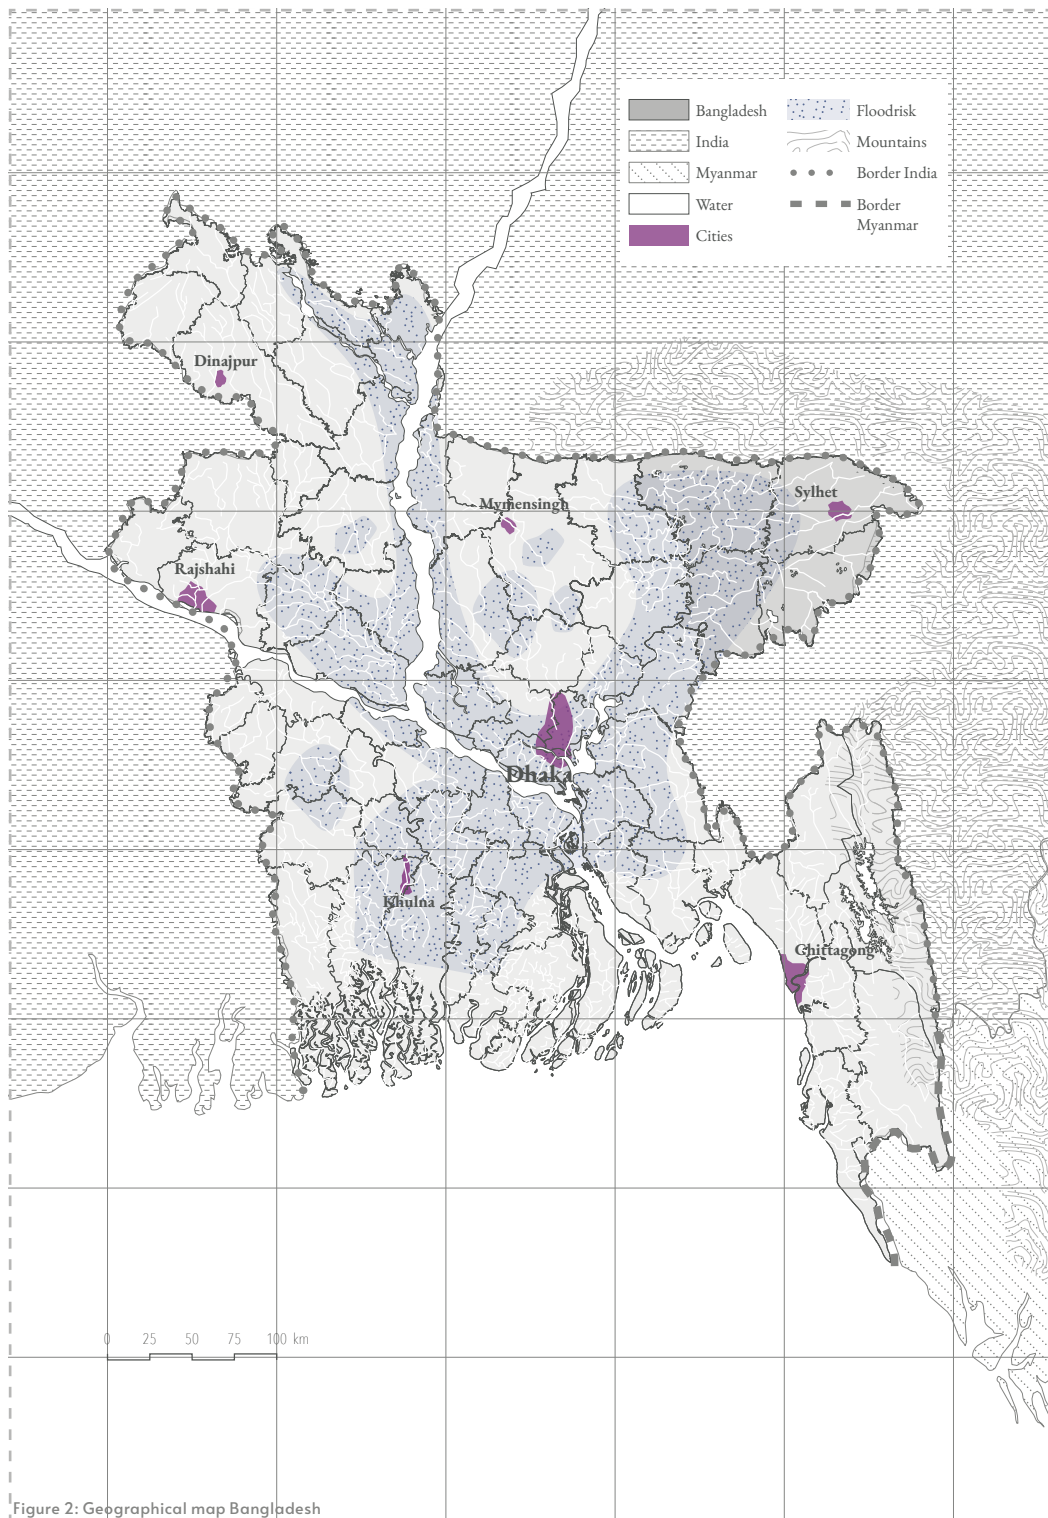 Bangladesh
India
Myanmar
Water
Cities
Floodrisk
Mountains
Border India
Border
Myanmar
Dinajpur
Sylhet
Mymensingh
Rajshahi
Dhaka
Khulna
Chittagong
0 25 50 75 100 km
Figure 2: Geographical map Bangladesh